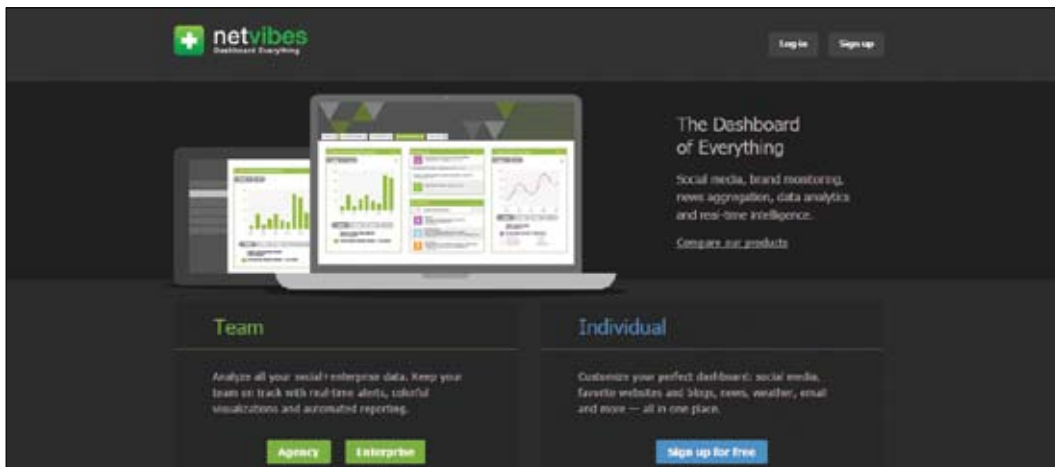 netvibes
Dashboard Everything
Log in
Sign up
The Dashboard
of Everything
Social media, brand monitoring,
news aggregation, data analytics
and real-time intelligence.
Compare our products
Team
Individual
Analyze all your social+enterprise data. Keep your
team on track with real-time alerts, colorful
visualizations and automated reporting.
Customize your perfect dashboard: social media,
favorite websites and blogs, news, weather, email
and more — all in one place.
Agency
Enterprise
Sign up for free